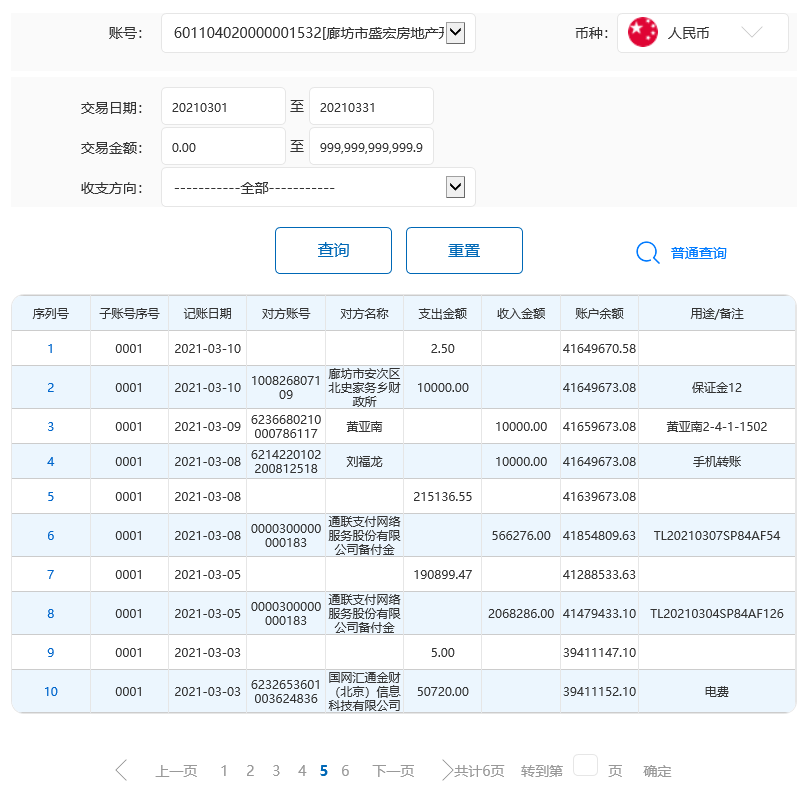 账号： 601104020000001532[廊坊市盛宏房地产开 币种： 人民币
交易日期： 20210301 至 20210331
交易金额： 0.00 至 999,999,999,999.9
收支方向： -----------全部-----------
查询 重置 普通查询
序列号 子账号序号 记账日期 对方账号 对方名称 支出金额 收入金额 账户余额 用途/备注
1 0001 2021-03-10 2.50 41649670.58
2 0001 2021-03-10 100826807109 廊坊市安次区北史家务乡财政所 10000.00 41649673.08 保证金12
3 0001 2021-03-09 6236680210000786117 黄亚南 10000.00 41659673.08 黄亚南2-4-1-1502
4 0001 2021-03-08 6214220102200812518 刘福龙 10000.00 41649673.08 手机转账
5 0001 2021-03-08 215136.55 41639673.08
6 0001 2021-03-08 0000300000000183 通联支付网络服务股份有限公司备付金 566276.00 41854809.63 TL20210307SP84AF54
7 0001 2021-03-05 190899.47 41288533.63
8 0001 2021-03-05 0000300000000183 通联支付网络服务股份有限公司备付金 2068286.00 41479433.10 TL20210304SP84AF126
9 0001 2021-03-03 5.00 39411147.10
10 0001 2021-03-03 6232653601003624836 国网汇通金财（北京）信息科技有限公司 50720.00 39411152.10 电费
上一页 1 2 3 4 5 6 下一页 共计6页 转到第 页 确定